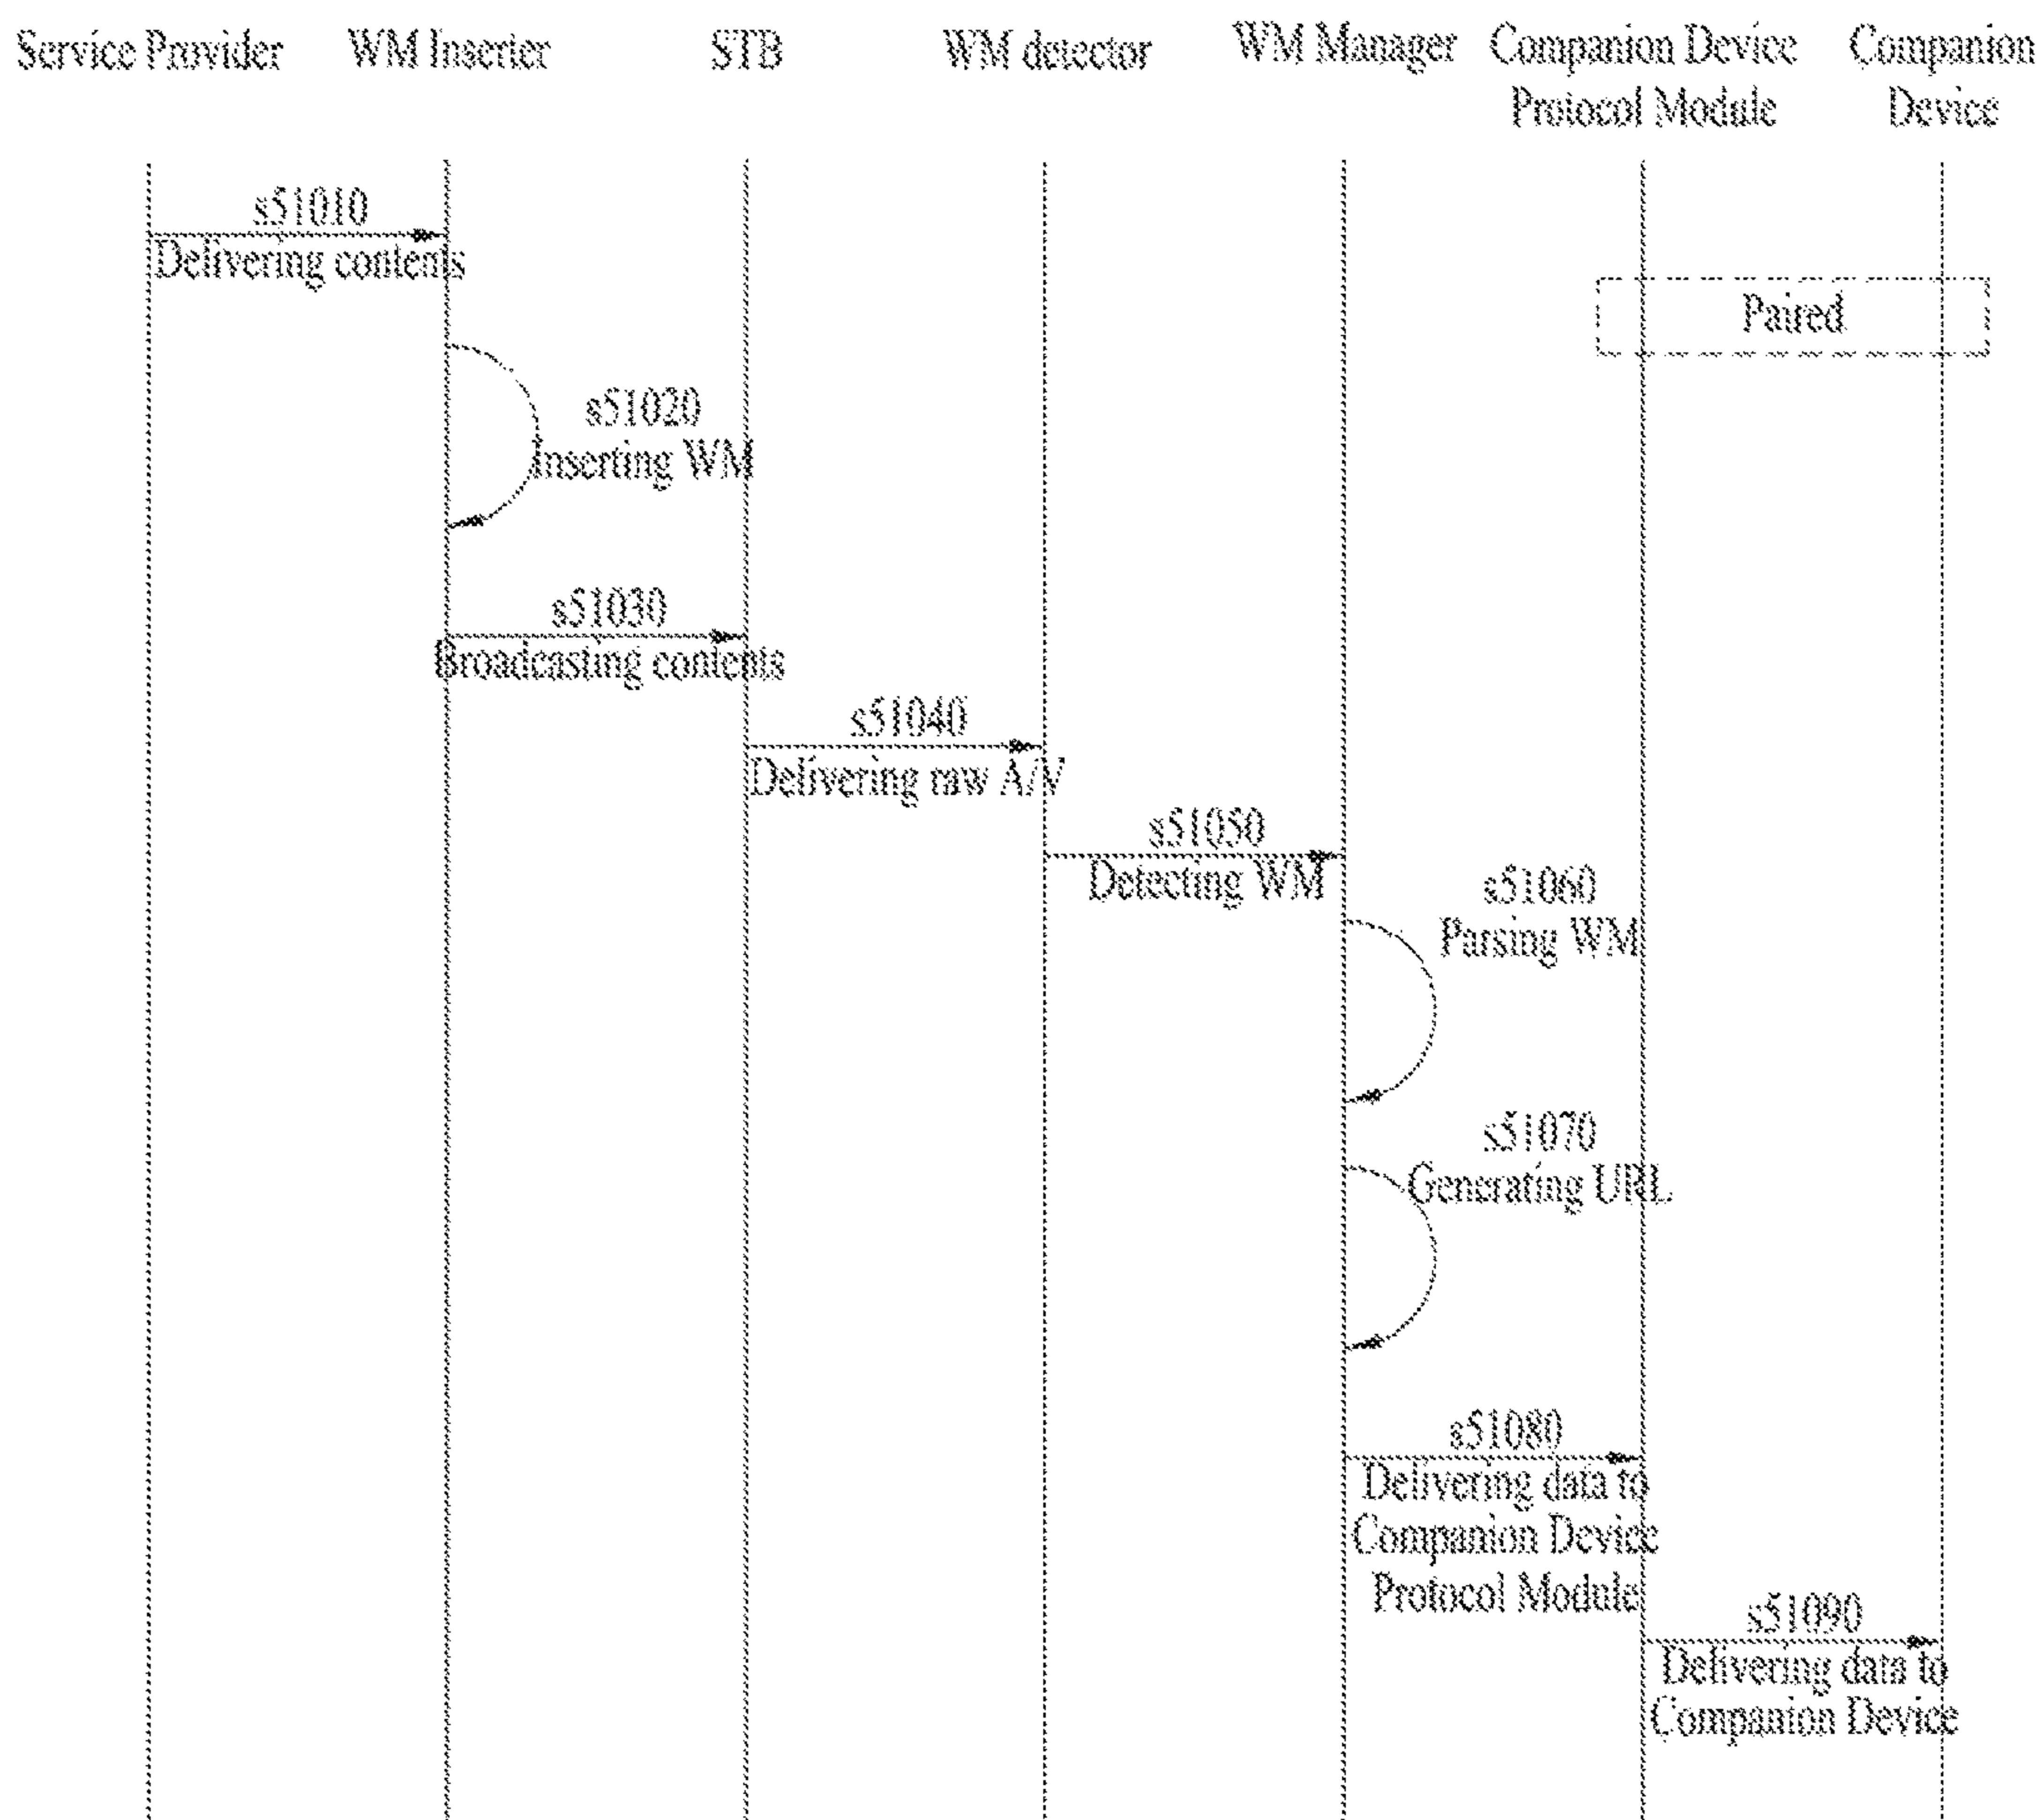 Service Provider
WM Inserter
STB
WM detector
WM Manager
Companion Device
Protocol Module
Companion
Device
s51010
Delivering contents
Paired
s51020
Inserting WM
s51030
Broadcasting contents
s51040
Delivering raw A/V
s51050
Detecting WM
s51060
Parsing WM
s51070
Generating URL
s51080
Delivering data to
Companion Device
Protocol Module
s51090
Delivering data to
Companion Device